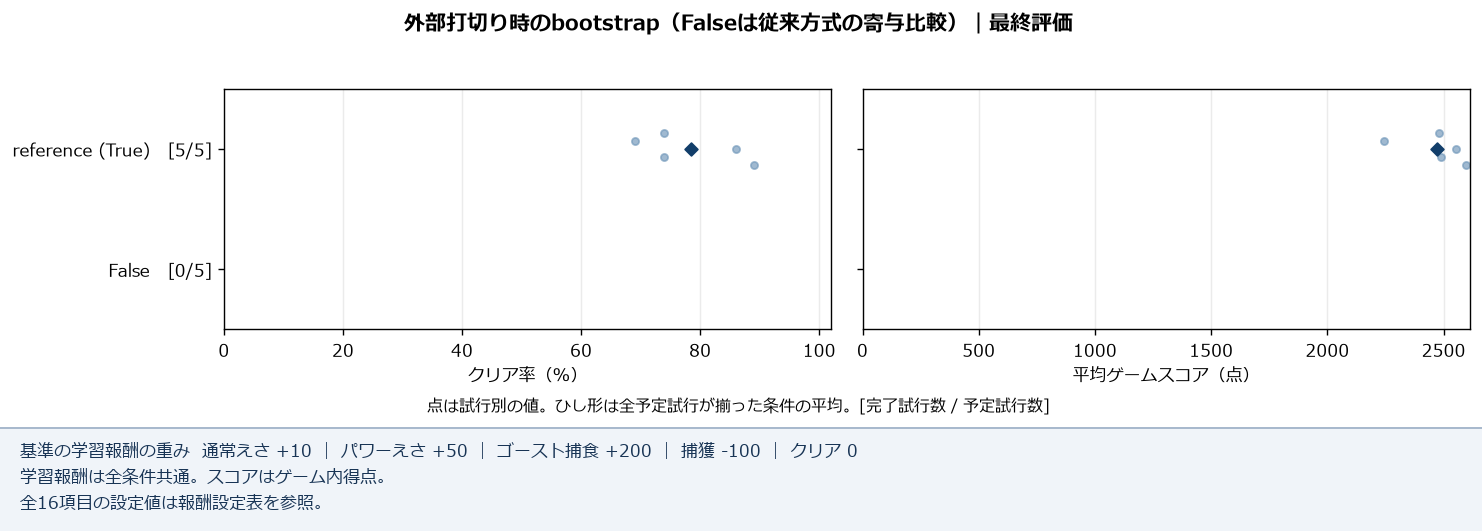 外部打切り時のbootstrap（Falseは従来方式の寄与比較）｜最終評価
reference (True) [5/5]
False [0/5]
0 20 40 60 80 100
クリア率（%）
0 500 1000 1500 2000 2500
平均ゲームスコア（点）
点は試行別の値。ひし形は全予定試行が揃った条件の平均。[完了試行数 / 予定試行数]
基準の学習報酬の重み 通常えさ +10 ｜ パワーえさ +50 ｜ ゴースト捕食 +200 ｜ 捕獲 -100 ｜ クリア 0
学習報酬は全条件共通。スコアはゲーム内得点。
全16項目の設定値は報酬設定表を参照。